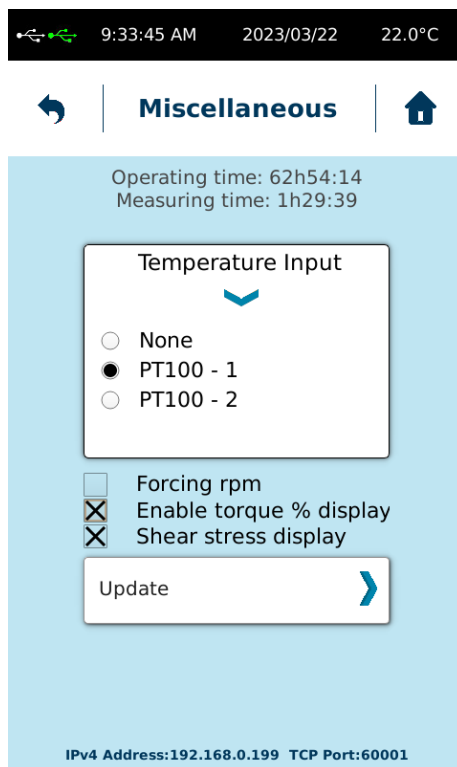 9:33:45 AM 2023/03/22 22.0°C
Miscellaneous
Operating time: 62h54:14
Measuring time: 1h29:39
Temperature Input
None
PT100 - 1
PT100 - 2
Forcing rpm
Enable torque % display
Shear stress display
Update
IPv4 Address:192.168.0.199 TCP Port:60001